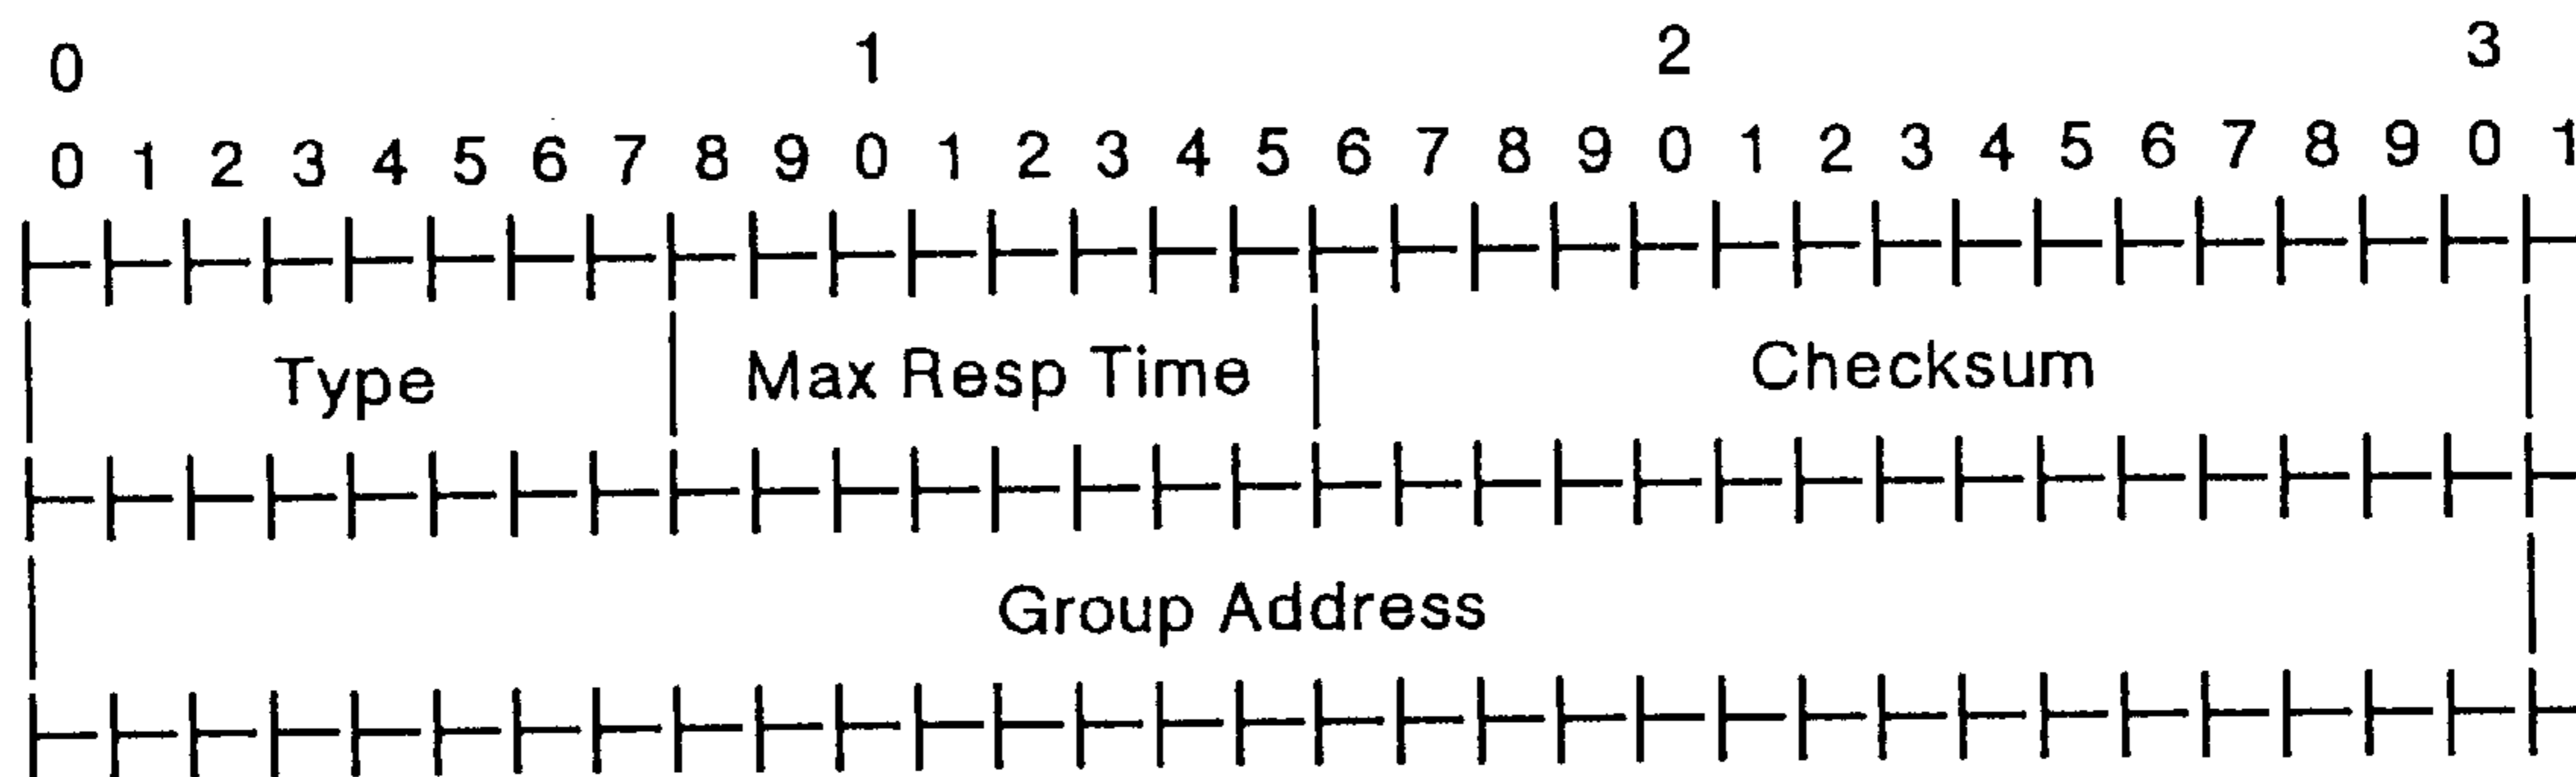 0 1 2 3
0 1 2 3 4 5 6 7 8 9 0 1 2 3 4 5 6 7 8 9 0 1 2 3 4 5 6 7 8 9 0 1
Type Max Resp Time Checksum
Group Address